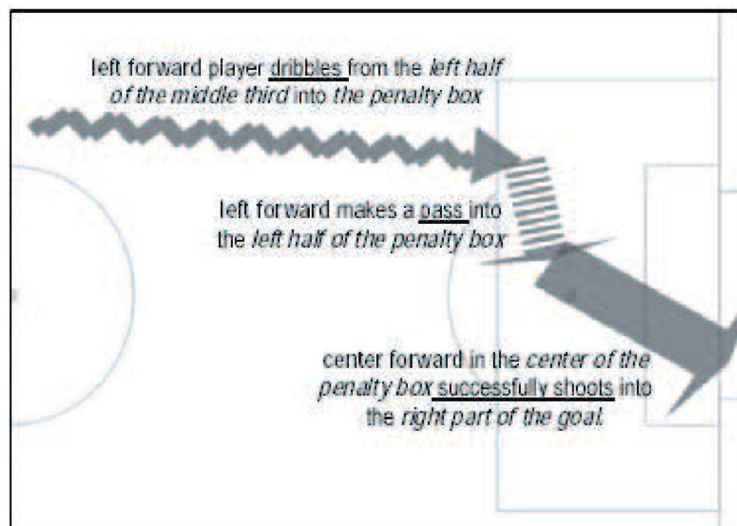 left forward player dribbles from the left half
of the middle third into the penalty box
left forward makes a pass into
the left half of the penalty box
center forward in the center of the
penalty box successfully shoots into
the right part of the goal.